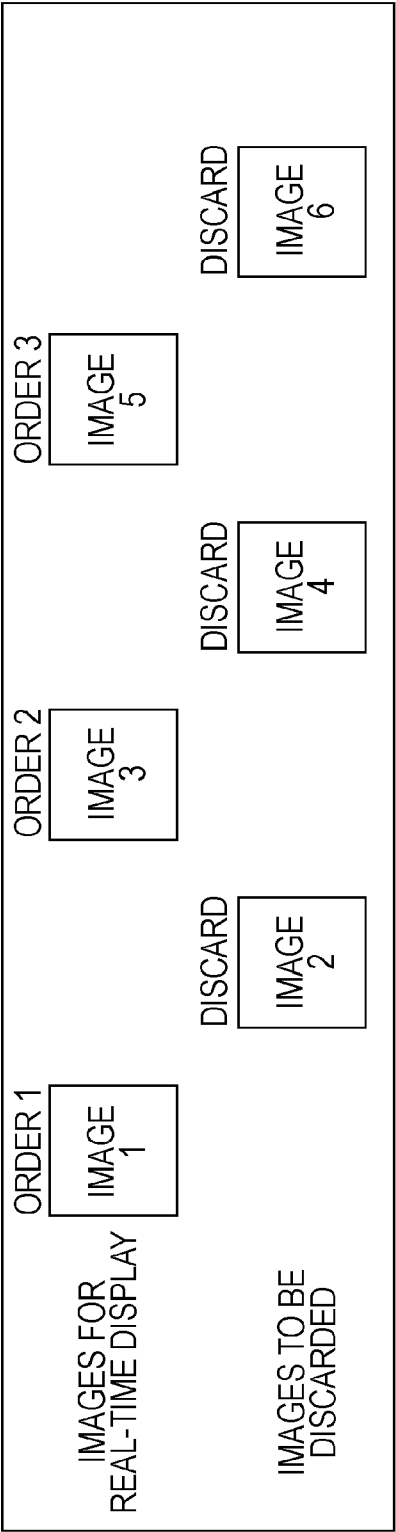 ORDER 1
ORDER 2
ORDER 3
IMAGES FOR
REAL-TIME DISPLAY
IMAGE
1
IMAGE
3
IMAGE
5
DISCARD
DISCARD
DISCARD
IMAGES TO BE
DISCARDED
IMAGE
2
IMAGE
4
IMAGE
6